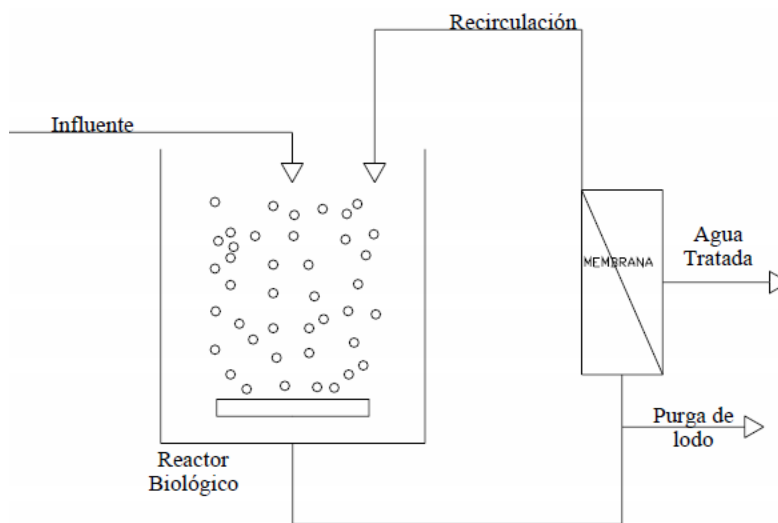 Recirculación
Influente
Agua
Tratada
MEMBRANA
Purga de
lodo
Reactor
Biológico